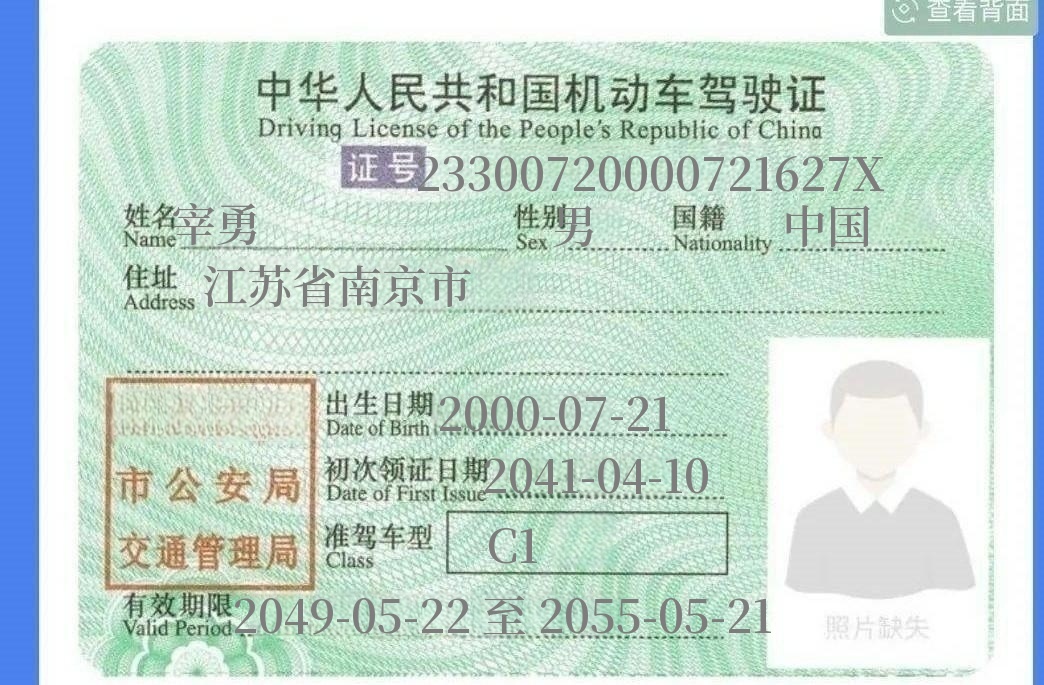 查看背面
中华人民共和国机动车驾驶证
Driving License of the People's Republic of China
证号 23300720000721627X
姓名 宰勇 性别 男 国籍 中国
Name Sex Nationality
住址 江苏省南京市
Address
出生日期 2000-07-21
Date of Birth
初次领证日期 2041-04-10
Date of First Issue
市公安局
准驾车型 C1
Class
交通管理局
有效期限 2049-05-22 至 2055-05-21
Valid Period
照片缺失